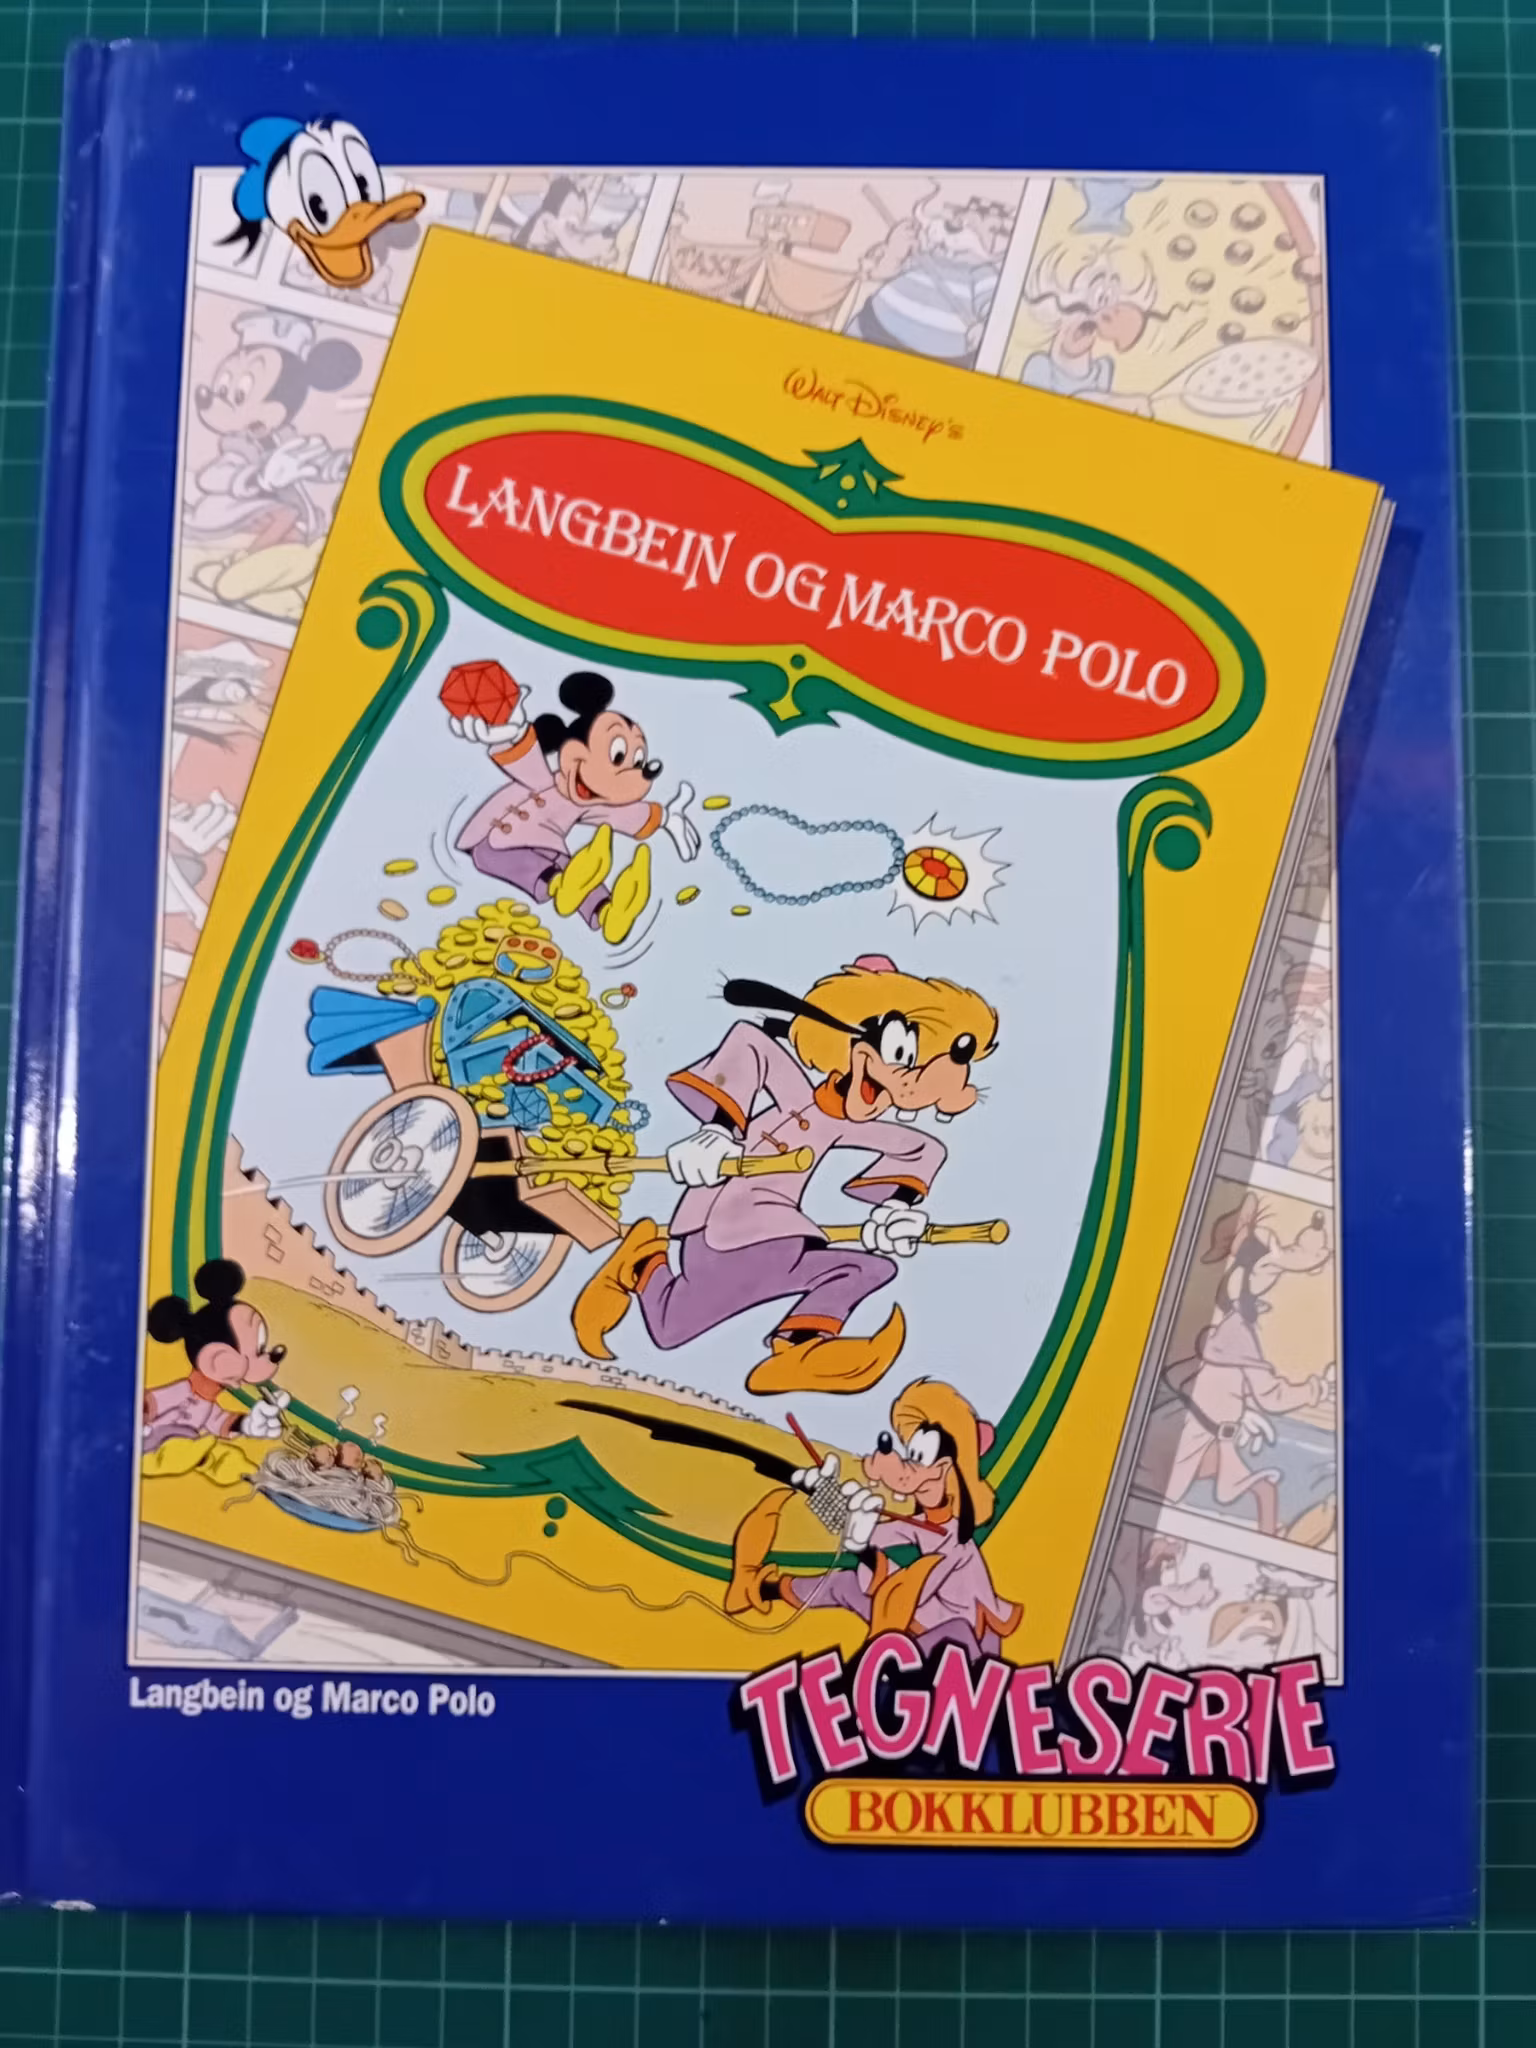 TAXI
WALT DISNEY'S
LANGBEIN OG MARCO POLO
Langbein og Marco Polo
TEGNESERIE
BOKKLUBBEN